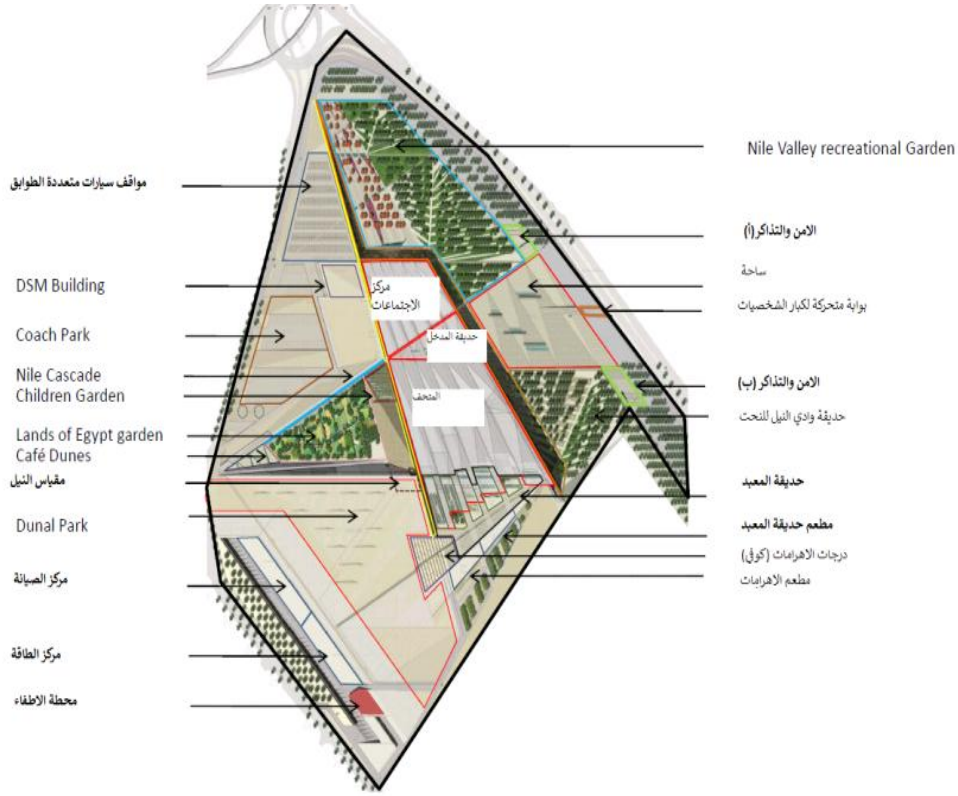 مواقف سيارات متعددة الطوابق
DSM Building
Coach Park
Nile Cascade
Children Garden
Lands of Egypt garden
Café Dunes
مقياس النيل
Dunal Park
مركز الصيانة
مركز الطاقة
محطة الاطفاء
مركز
الاجتماعات
حديقة المدخل
المتحف
Nile Valley recreational Garden
الامن والتذاكر(أ)
ساحة
بوابة متحركة لكبار الشخصيات
الامن والتذاكر (ب)
حديقة وادي النيل للنحت
حديقة المعبد
مطعم حديقة المعبد
درجات الاهرامات (كوفي)
مطعم الاهرامات